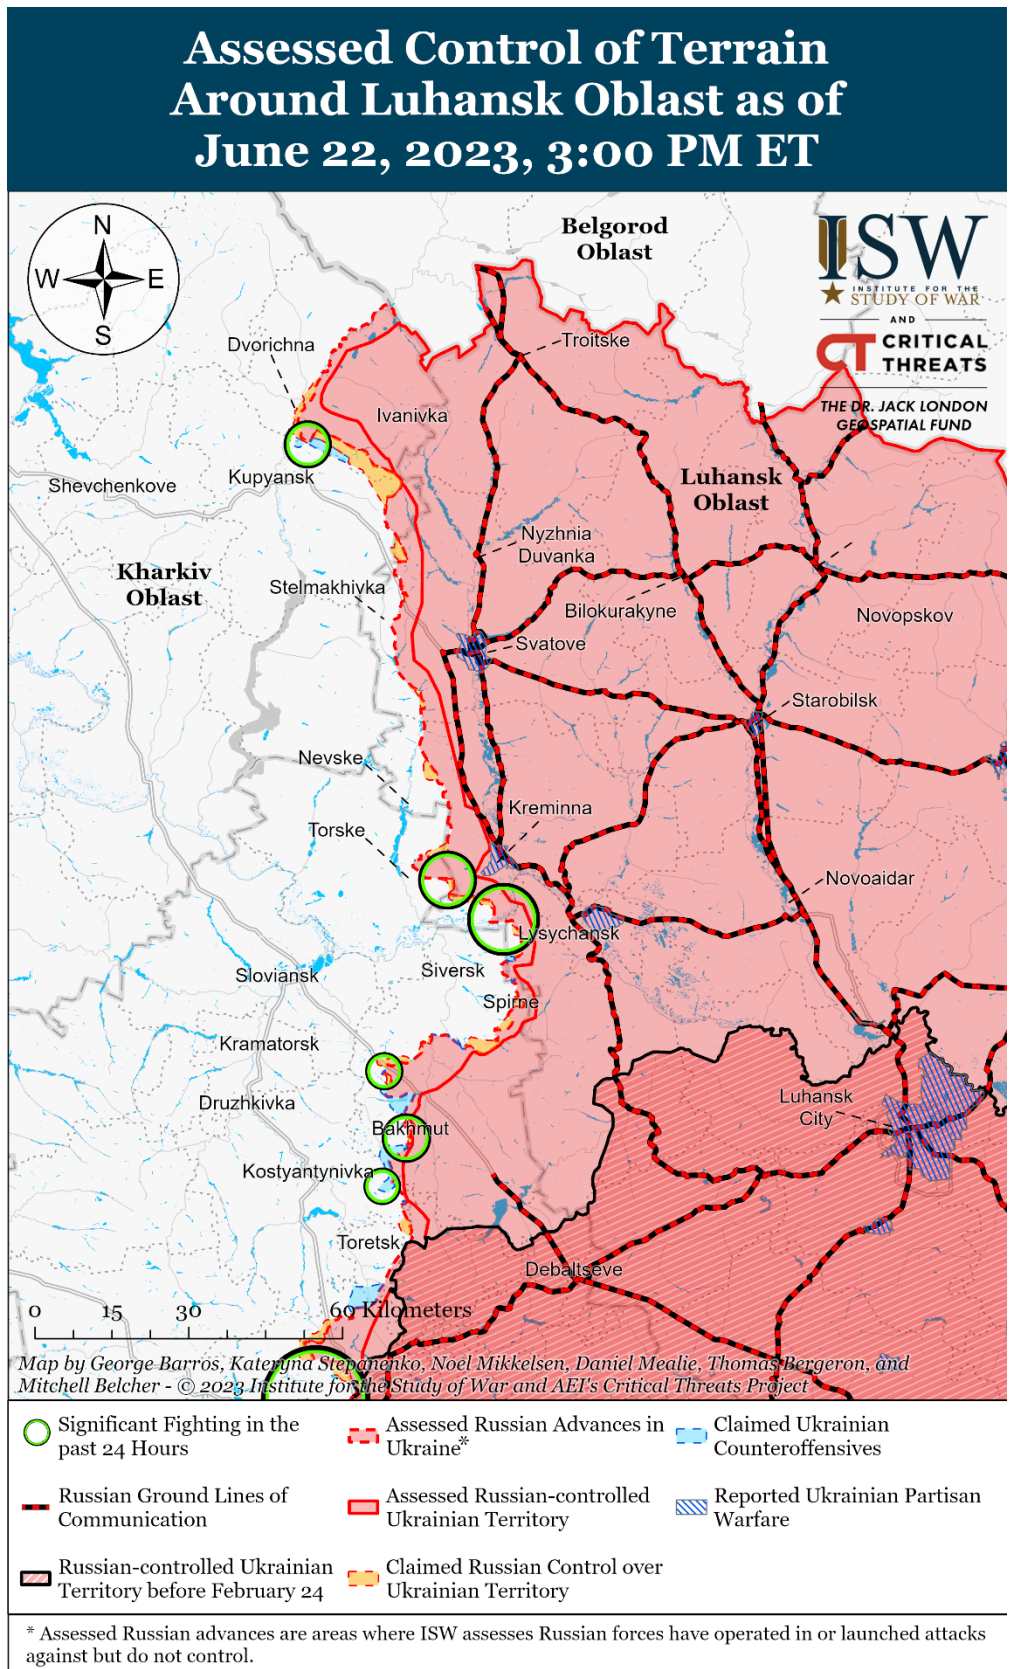 Assessed Control of Terrain
Around Luhansk Oblast as of
June 22, 2023, 3:00 PM ET
N
W E
S
Belgorod
Oblast
ISW
INSTITUTE FOR THE
STUDY OF WAR
AND
CT CRITICAL
THREATS
THE DR. JACK LONDON
GEOSPATIAL FUND
Dvorichna
Troitske
Ivanivka
Kupyansk
Shevchenkove
Luhansk
Oblast
Nyzhnia
Duvanka
Kharkiv
Oblast
Stelmakhivka
Bilokurakyne
Novopskov
Svatove
Starobilsk
Nevske
Kreminna
Torske
Novoaidar
Lysychansk
Siversk
Sloviansk
Spirne
Kramatorsk
Druzhkivka
Luhansk
City
Bakhmut
Kostyantynivka
Toretsk
Debaltseve
0 15 30 60 Kilometers
Map by George Barros, Kateryna Stepanenko, Noel Mikkelsen, Daniel Mealie, Thomas Bergeron, and
Mitchell Belcher - © 2023 Institute for the Study of War and AEI's Critical Threats Project
Significant Fighting in the
past 24 Hours
Assessed Russian Advances in
Ukraine*
Claimed Ukrainian
Counteroffensives
Russian Ground Lines of
Communication
Assessed Russian-controlled
Ukrainian Territory
Reported Ukrainian Partisan
Warfare
Russian-controlled Ukrainian
Territory before February 24
Claimed Russian Control over
Ukrainian Territory
* Assessed Russian advances are areas where ISW assesses Russian forces have operated in or launched attacks
against but do not control.